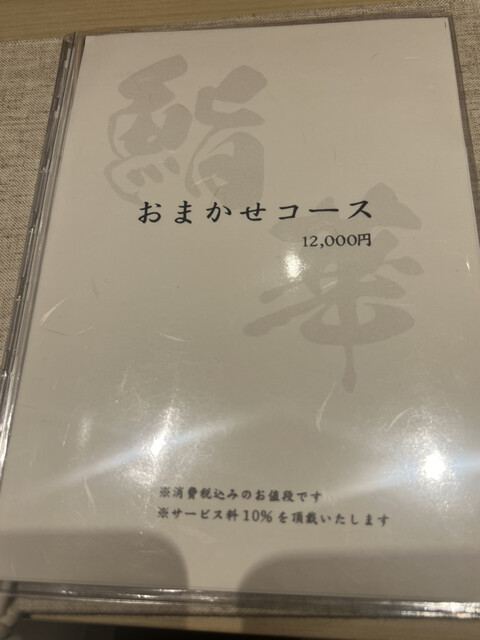 鮨
華
おまかせコース
12,000円
※消費税込みのお値段です
※サービス料10%を頂戴いたします